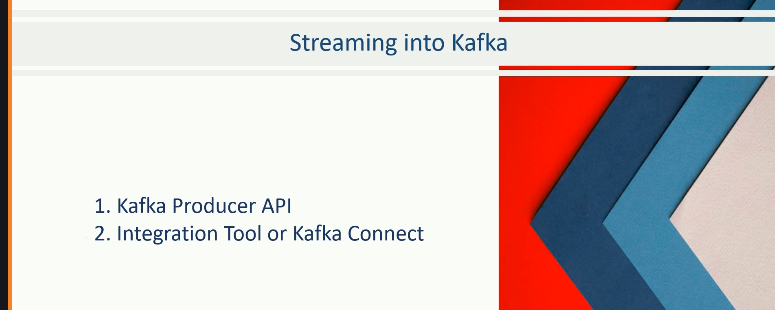 Streaming into Kafka
1. Kafka Producer API
2. Integration Tool or Kafka Connect